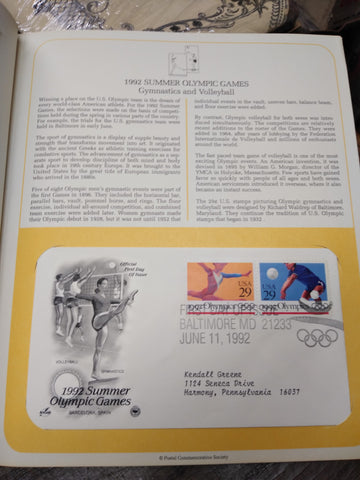 1992 SUMMER OLYMPIC GAMES
Gymnastics and Volleyball
Winning a place on the U.S. Olympic team is the dream of
every world-class American athlete. For the 1992 Summer
Games, the selections were made on the basis of competi-
tions held during the spring in various parts of the country.
For example, the trials for the U.S. gymnastics team were
held in Baltimore in early June.
The sport of gymnastics is a display of supple beauty and
strength that transforms movement into art. It originated
with the ancient Greeks as athletic training exercises for
combative sports. The advancement of gymnastics as a sep-
arate sport to develop discipline of both mind and body
took place in 19th century Europe. It was brought to the
United States by the great tide of European immigrants
who arrived in the 1880s.
Five of eight Olympic men's gymnastic events were part of
the first games in 1896. They included the horizontal bar,
parallel bars, vault, pommel horse, and rings. The floor
exercise, individual all-around competition, and combined
team exercise were added later. Women gymnasts made
their Olympic debut in 1928, but it was not until 1952 that
individual events in the vault, uneven bars, balance beam,
and floor exercise were added.
By contrast, Olympic volleyball for both sexes was intro-
duced simultaneously. The competitions are relatively
recent additions to the roster of games. They were added in
1964, after years of lobbying by the Federation
Internationale de Volleyball and millions of enthusiasts
around the world.
The fast paced team game of volleyball is one of the most
exciting Olympic events. An American invention, it was
devised in 1895 by William G. Morgan, director of the
YMCA in Holyoke, Massachusetts. Few sports have gained
favor so quickly with people of all ages and both sexes.
American servicemen introduced it overseas, where it also
became an instant success.
The 29¢ U.S. stamps picturing Olympic gymnastics and
volleyball were designed by Richard Waldrep of Baltimore,
Maryland. They continue the tradition of U.S. Olympic
stamps that began in 1932.
Official
First Day
Of Issue
VOLLEYBALL
GYMNASTICS
1992 Summer
Olympic Games
BARCELONA, SPAIN
USA
29
USA
29
FIRST DAY OF ISSUE
BALTIMORE MD 21233
JUNE 11, 1992
Kendall Greene
1124 Seneca Drive
Harmony, Pennsylvania 16037
© Postal Commemorative Society